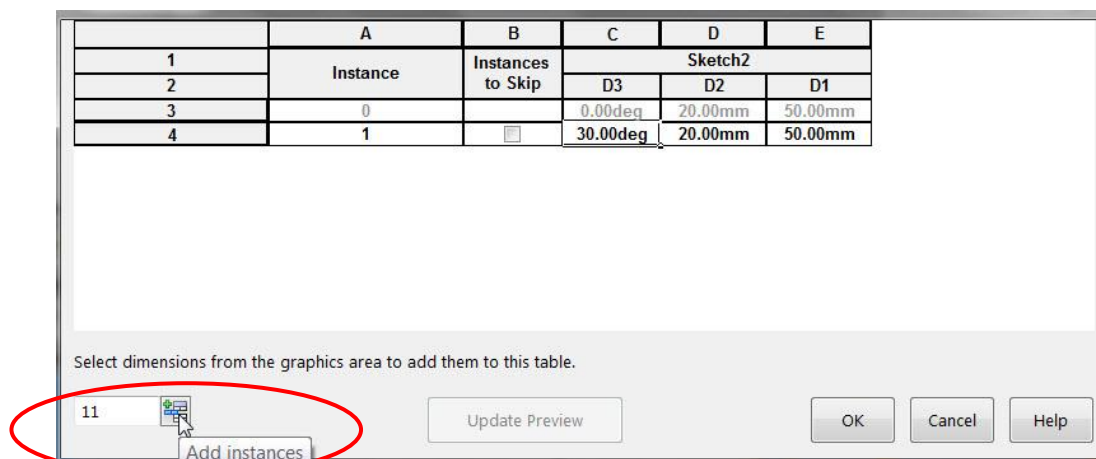 A B C D E
1 Instance Instances to Skip Sketch2
2 D3 D2 D1
3 0 0.00deg 20.00mm 50.00mm
4 1 30.00deg 20.00mm 50.00mm
Select dimensions from the graphics area to add them to this table.
11 Update Preview OK Cancel Help
Add instances